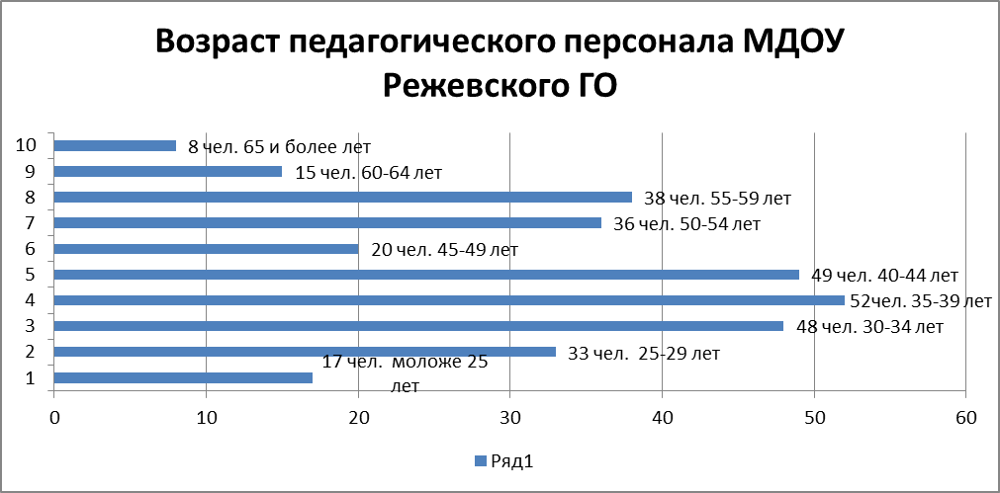 Возраст педагогического персонала МДОУ
Режевского ГО
10
8 чел. 65 и более лет
9
15 чел. 60-64 лет
8
38 чел. 55-59 лет
7
36 чел. 50-54 лет
6
20 чел. 45-49 лет
5
49 чел. 40-44 лет
4
52чел. 35-39 лет
3
48 чел. 30-34 лет
2
33 чел. 25-29 лет
1
17 чел. моложе 25
лет
0 10 20 30 40 50 60
Ряд1